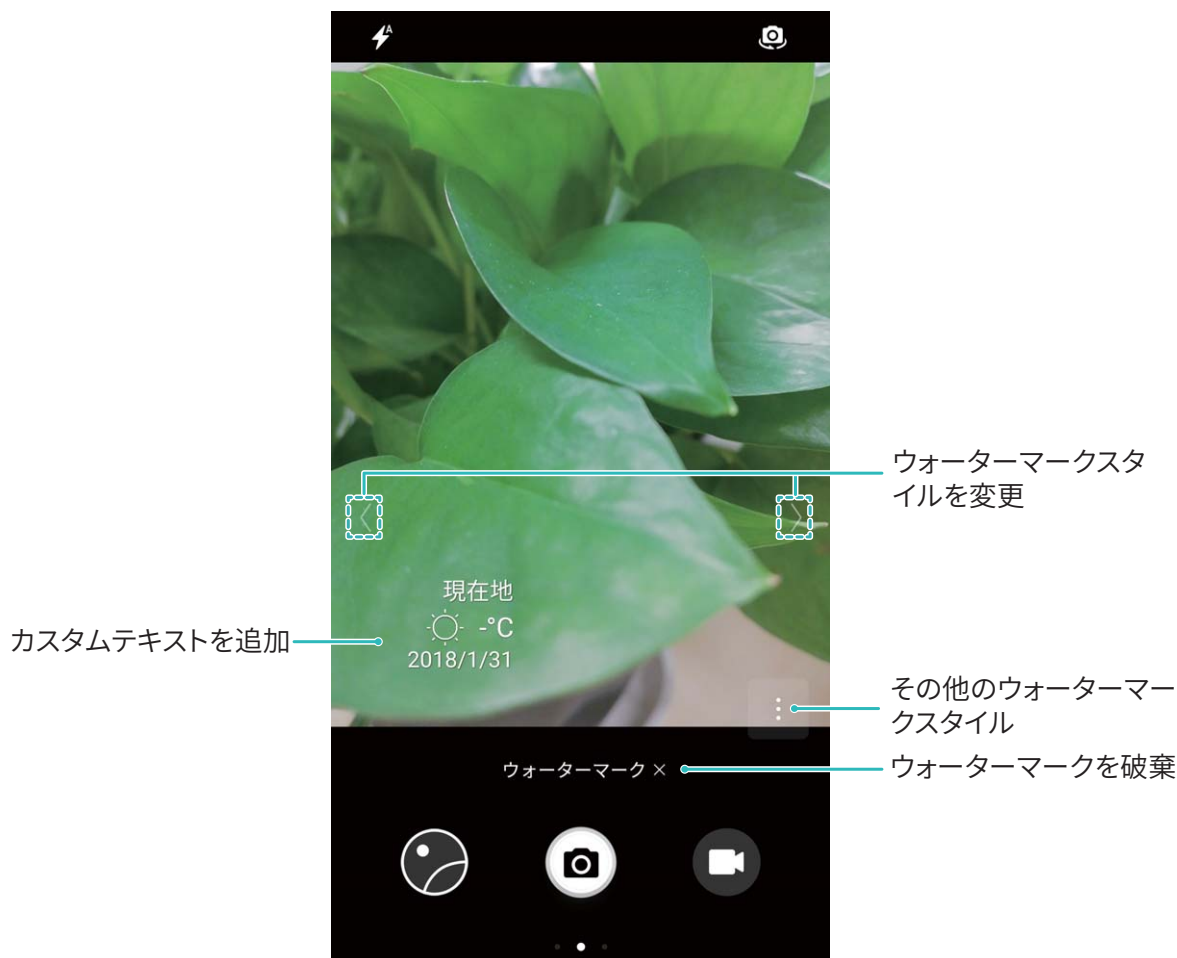 A
ウォータースタ
イルを変更
現在地
-°C
2018/1/31
カスタムテキストを追加
その他のウォーターマー
クスタイル
ウォーターマーク ×
ウォーターマークを破棄